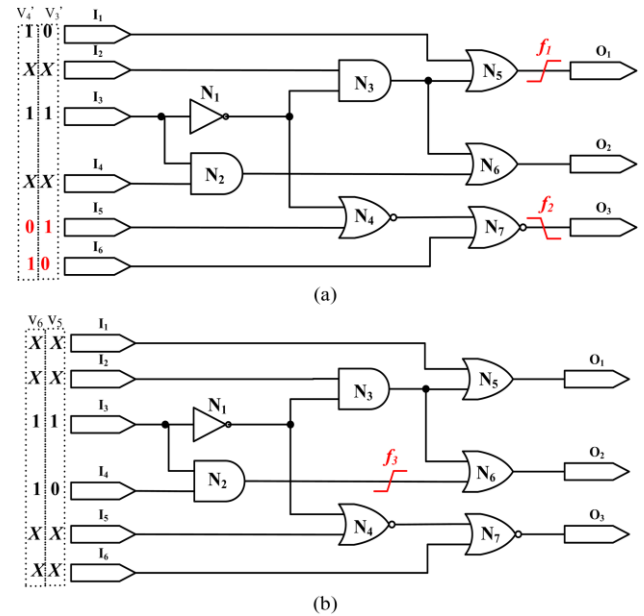 V₄' V₃'
1 0 I₁
X X I₂
1 1 I₃
X X I₄
0 1 I₅
1 0 I₆
N₁
N₂
N₃
N₄
N₅
N₆
N₇
f₁
f₂
O₁
O₂
O₃
(a)
V₆ V₅
X X I₁
X X I₂
1 1 I₃
1 0 I₄
X X I₅
X X I₆
N₁
N₂
N₃
N₄
N₅
N₆
N₇
f₃
O₁
O₂
O₃
(b)